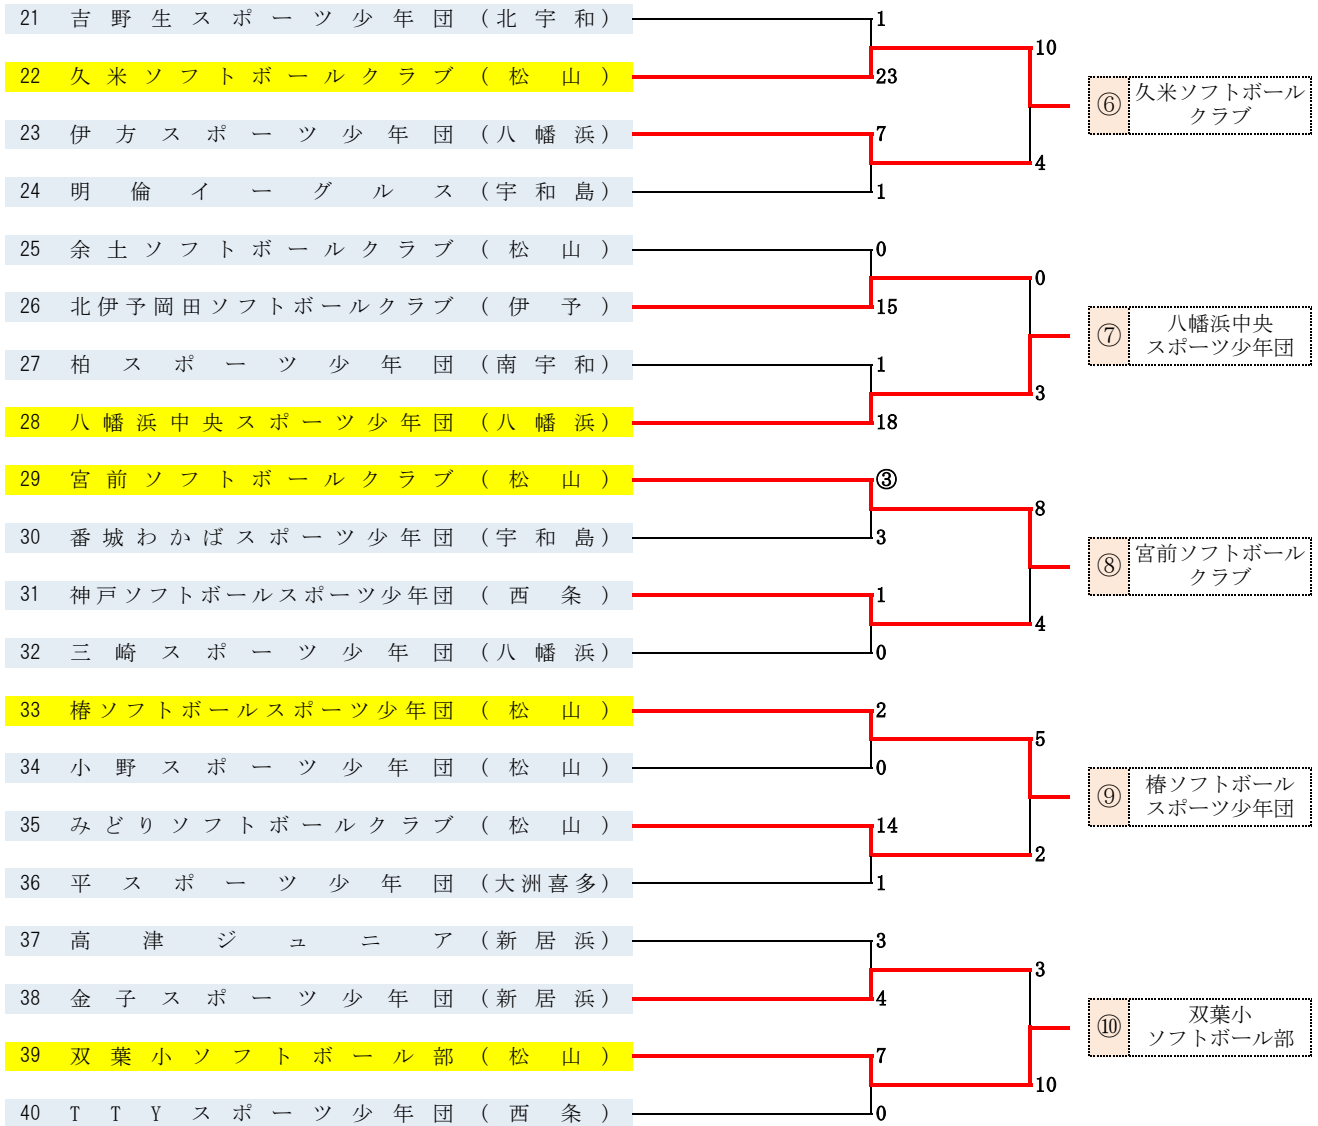 21 吉野生スポーツ少年団 (北宇和) 1
10
22 久米ソフトボールクラブ (松山) 23
⑥ 久米ソフトボール
クラブ
23 伊方スポーツ少年団 (八幡浜) 7
4
24 明倫イーグルス (宇和島) 1
25 余土ソフトボールクラブ (松山) 0
0
26 北伊予岡田ソフトボールクラブ (伊予) 15
⑦ 八幡浜中央
スポーツ少年団
27 柏スポーツ少年団 (南宇和) 1
3
28 八幡浜中央スポーツ少年団 (八幡浜) 18
29 宮前ソフトボールクラブ (松山) ③
8
30 番城わかばスポーツ少年団 (宇和島) 3
⑧ 宮前ソフトボール
クラブ
31 神戸ソフトボールスポーツ少年団 (西条) 1
4
32 三崎スポーツ少年団 (八幡浜) 0
33 椿ソフトボールスポーツ少年団 (松山) 2
5
34 小野スポーツ少年団 (松山) 0
⑨ 椿ソフトボール
スポーツ少年団
35 みどりソフトボールクラブ (松山) 14
2
36 平スポーツ少年団 (大洲喜多) 1
37 高津ジュニア (新居浜) 3
3
38 金子スポーツ少年団 (新居浜) 4
⑩ 双葉小
ソフトボール部
39 双葉小ソフトボール部 (松山) 7
10
40 TTYスポーツ少年団 (西条) 0